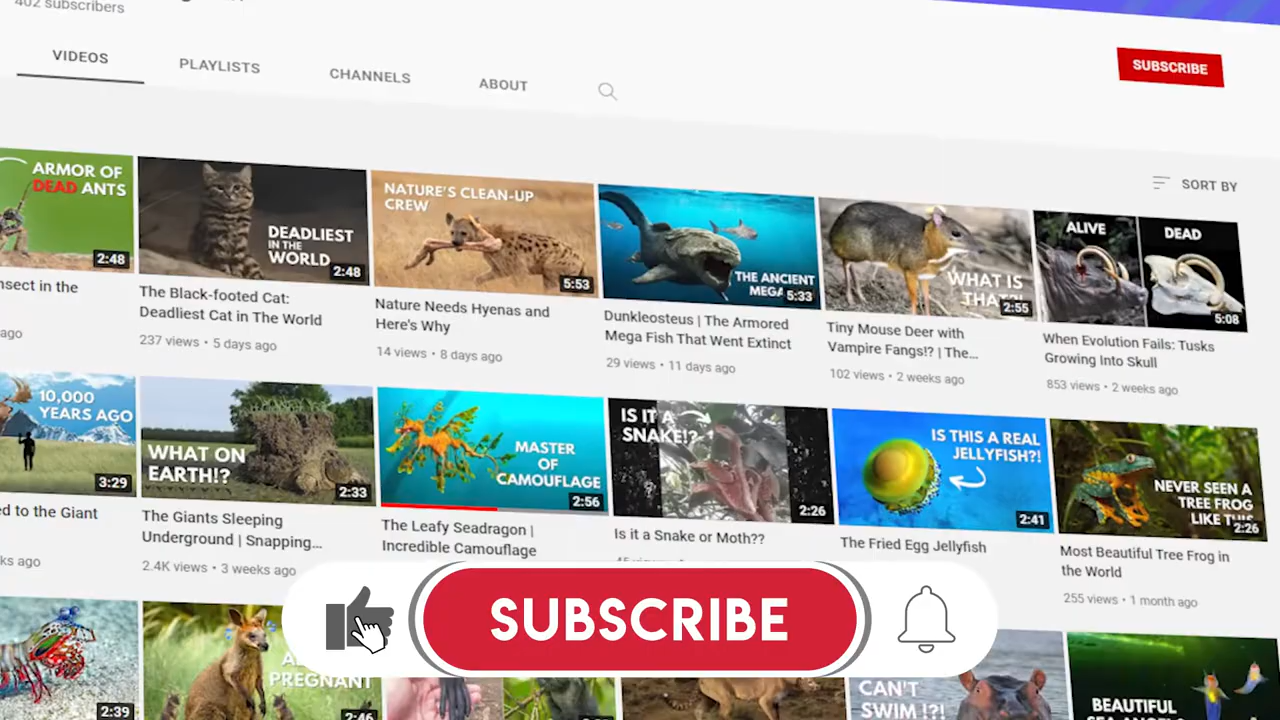 402 subscribers
VIDEOS
PLAYLISTS
CHANNELS
ABOUT
SUBSCRIBE
SORT BY
ARMOR OF
DEAD ANTS
2:48
DEADLIEST
IN THE
WORLD
2:48
NATURE'S CLEAN-UP
CREW
5:53
THE ANCIENT
5:33
WHAT IS
THAT?!
2:55
ALIVE
DEAD
5:08
nsect in the
ago
The Black-footed Cat:
Deadliest Cat in The World
237 views • 5 days ago
Nature Needs Hyenas and
Here's Why
14 views • 8 days ago
Dunkleosteus | The Armored
Mega Fish That Went Extinct
29 views • 11 days ago
Tiny Mouse Deer with
Vampire Fangs!? | The...
102 views • 2 weeks ago
When Evolution Fails: Tusks
Growing Into Skull
853 views • 2 weeks ago
10,000
YEARS AGO
3:29
WHAT ON
EARTH!?
2:33
MASTER
OF
CAMOUFLAGE
2:56
IS IT A
SNAKE!?
2:26
IS THIS A REAL
JELLYFISH?!
2:41
NEVER SEEN A
TREE FROG
LIKE THIS
2:26
ed to the Giant
ks ago
The Giants Sleeping
Underground | Snapping...
2.4K views • 3 weeks ago
The Leafy Seadragon |
Incredible Camouflage
Is it a Snake or Moth??
The Fried Egg Jellyfish
Most Beautiful Tree Frog in
the World
255 views • 1 month ago
SUBSCRIBE
2:39
PREGNANT
2:46
CAN'T
SWIM !?!
BEAUTIFUL